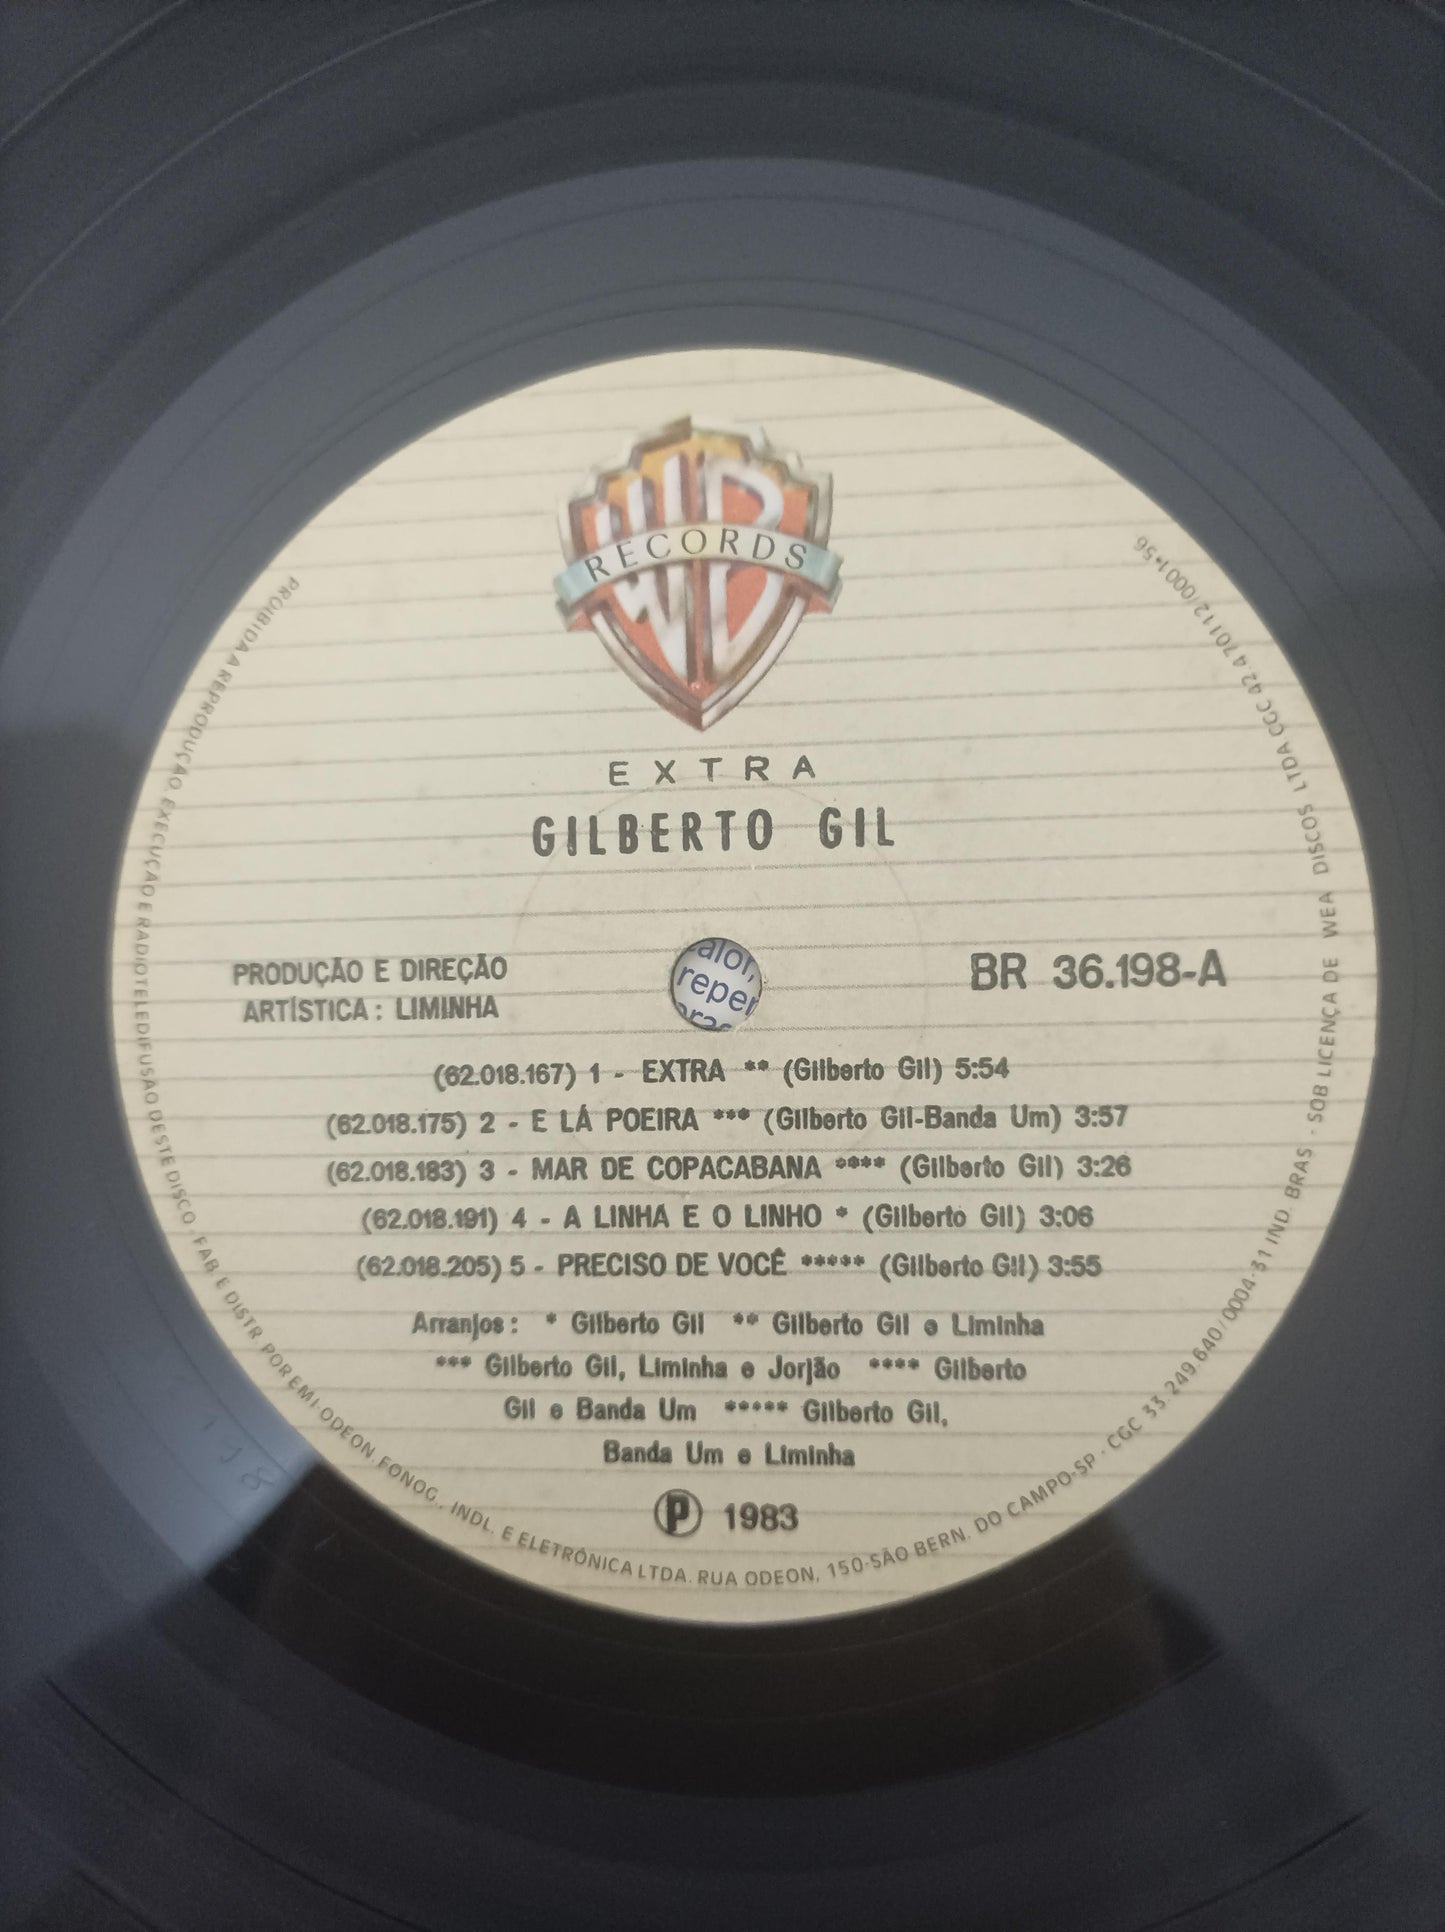 WB
RECORDS
EXTRA
GILBERTO GIL
PRODUÇÃO E DIREÇÃO
ARTÍSTICA: LIMINHA
alor,
reper
BR 36.198-A
(62.018.167) 1 - EXTRA ** (Gilberto Gil) 5:54
(62.018.175) 2 - E LÁ POEIRA *** (Gilberto Gil-Banda Um) 3:57
(62.018.183) 3 - MAR DE COPACABANA **** (Gilberto Gil) 3:26
(62.018.191) 4 - A LINHA E O LINHO * (Gilberto Gil) 3:06
(62.018.205) 5 - PRECISO DE VOCÊ ***** (Gilberto Gil) 3:55
Arranjos: * Gilberto Gil ** Gilberto Gil e Liminha
*** Gilberto Gil, Liminha e Jorjão **** Gilberto
Gil e Banda Um ***** Gilberto Gil,
Banda Um e Liminha
Ⓟ 1983
PROIBIDA A REPRODUÇÃO, EXECUÇÃO E RADIOTELEDIFUSÃO DESTE DISCO. FAB. E DISTR. POR EMI-ODEON. FONOG., INDL. E ELETRÔNICA LTDA. RUA ODEON, 150-SÃO BERN. DO CAMPO-SP - CGC 33.249.640/0004-31 IND. BRAS. - SOB LICENÇA DE WEA DISCOS LTDA CGC 42.470112/0001-56